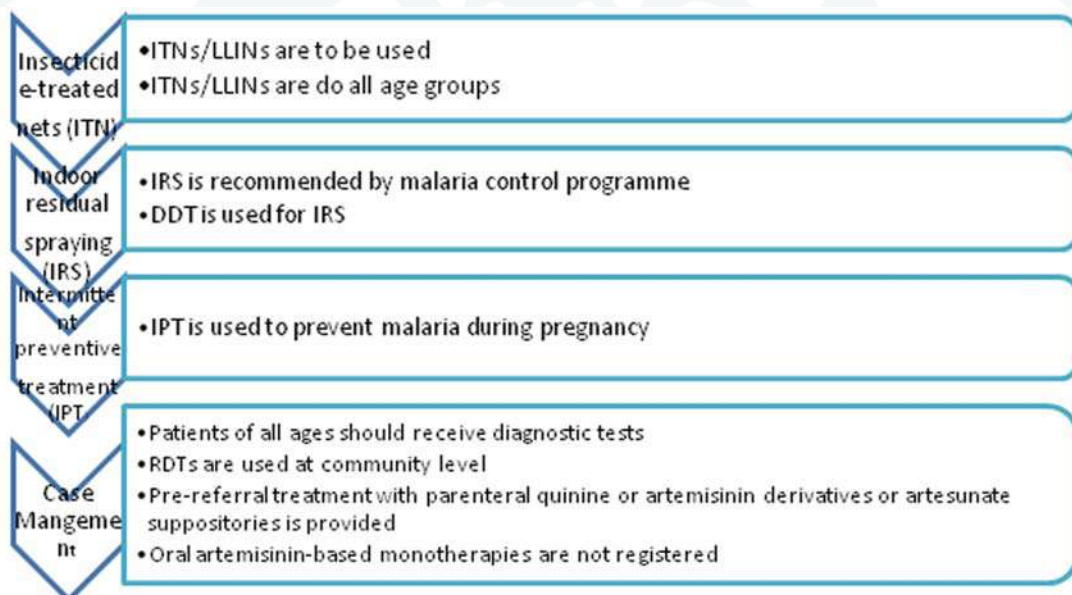 Insecticid
e-treated
nets (ITN)
•ITNs/LLINs are to be used
•ITNs/LLINs are do all age groups
Indoor
residual
spraying
(IRS)
•IRS is recommended by malaria control programme
•DDT is used for IRS
Intermitte
nt
preventive
treatment
(IPT)
•IPT is used to prevent malaria during pregnancy
Case
Mangeme
nt
•Patients of all ages should receive diagnostic tests
•RDTs are used at community level
•Pre-referral treatment with parenteral quinine or artemisinin derivatives or artesunate
suppositories is provided
•Oral artemisinin-based monotherapies are not registered